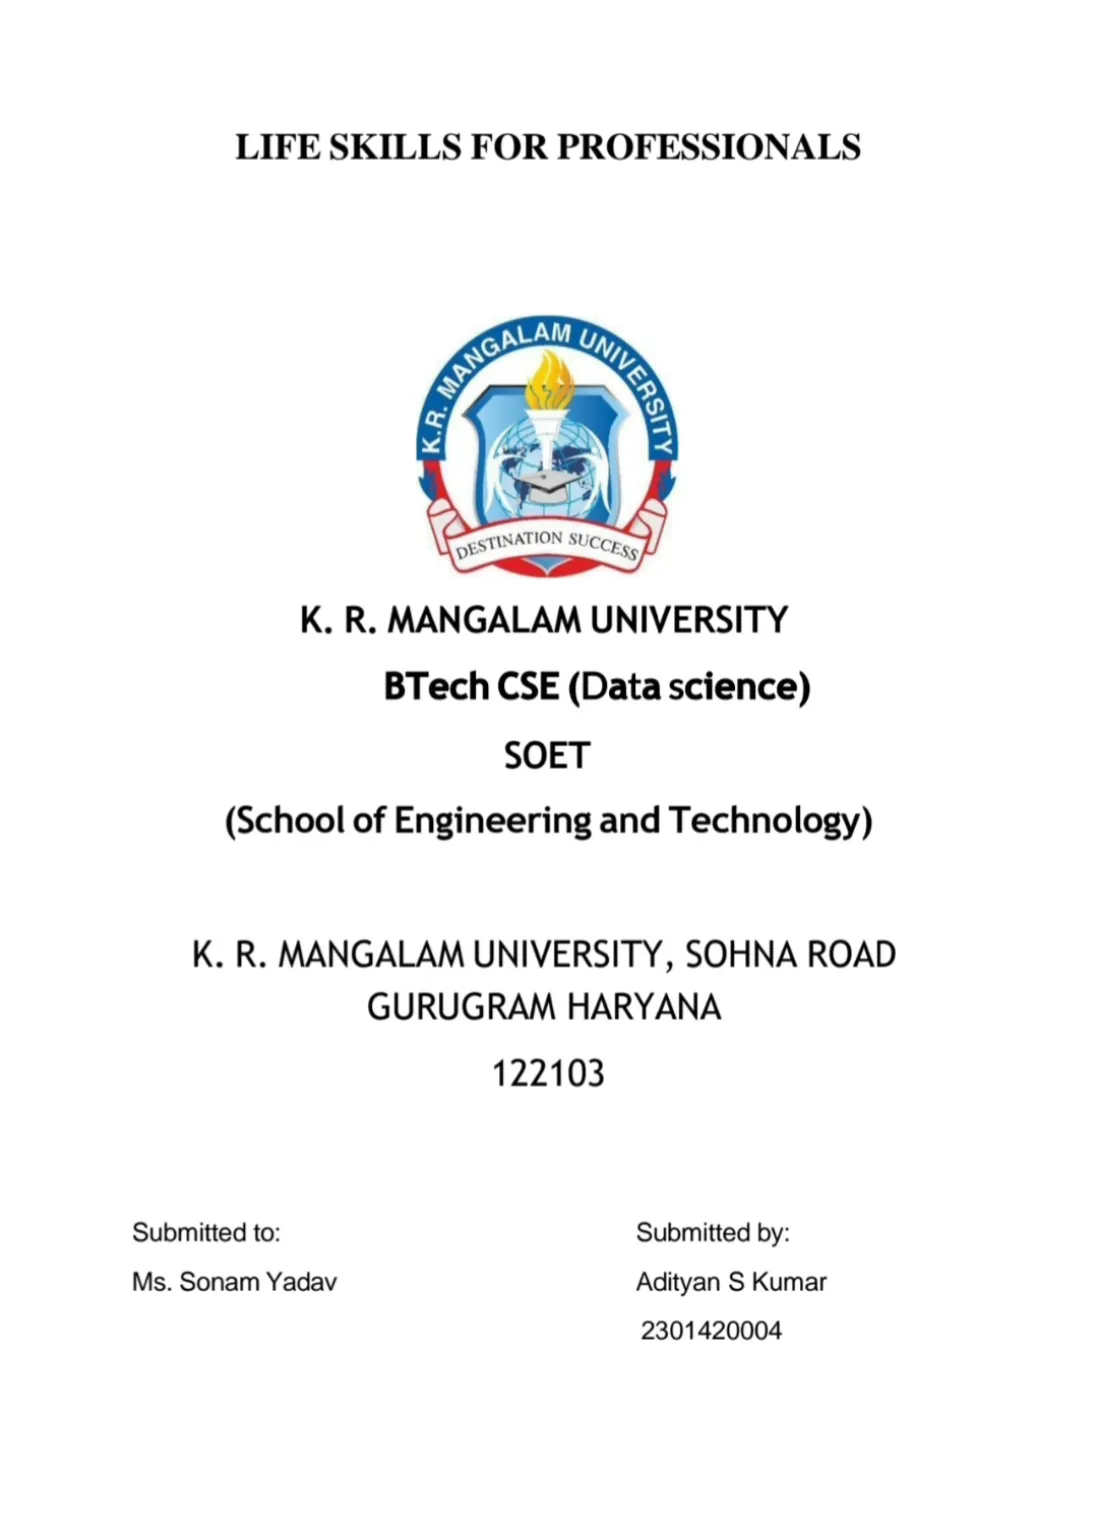 LIFE SKILLS FOR PROFESSIONALS
K.R. MANGALAM UNIVERSITY
DESTINATION SUCCESS
K. R. MANGALAM UNIVERSITY
BTech CSE (Data science)
SOET
(School of Engineering and Technology)
K. R. MANGALAM UNIVERSITY, SOHNA ROAD
GURUGRAM HARYANA
122103
Submitted to: Submitted by:
Ms. Sonam Yadav Adityan S Kumar
2301420004